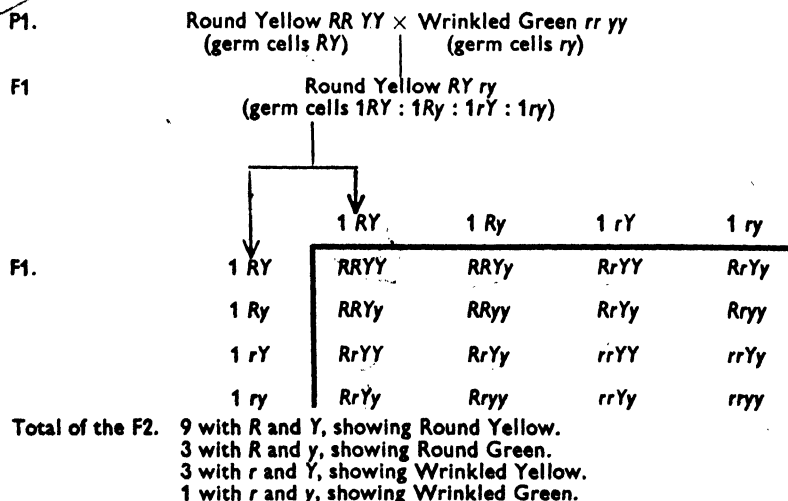 P1. Round Yellow RR YY × Wrinkled Green rr yy
(germ cells RY) (germ cells ry)
F1 Round Yellow RY ry
(germ cells 1RY : 1Ry : 1rY : 1ry)
1 RY 1 Ry 1 rY 1 ry
F1. 1 RY RRYY RRYy RrYY RrYy
1 Ry RRYy RRyy RrYy Rryy
1 rY RrYY RrYy rrYY rrYy
1 ry RrYy Rryy rrYy rryy
Total of the F2. 9 with R and Y, showing Round Yellow.
3 with R and y, showing Round Green.
3 with r and Y, showing Wrinkled Yellow.
1 with r and y, showing Wrinkled Green.